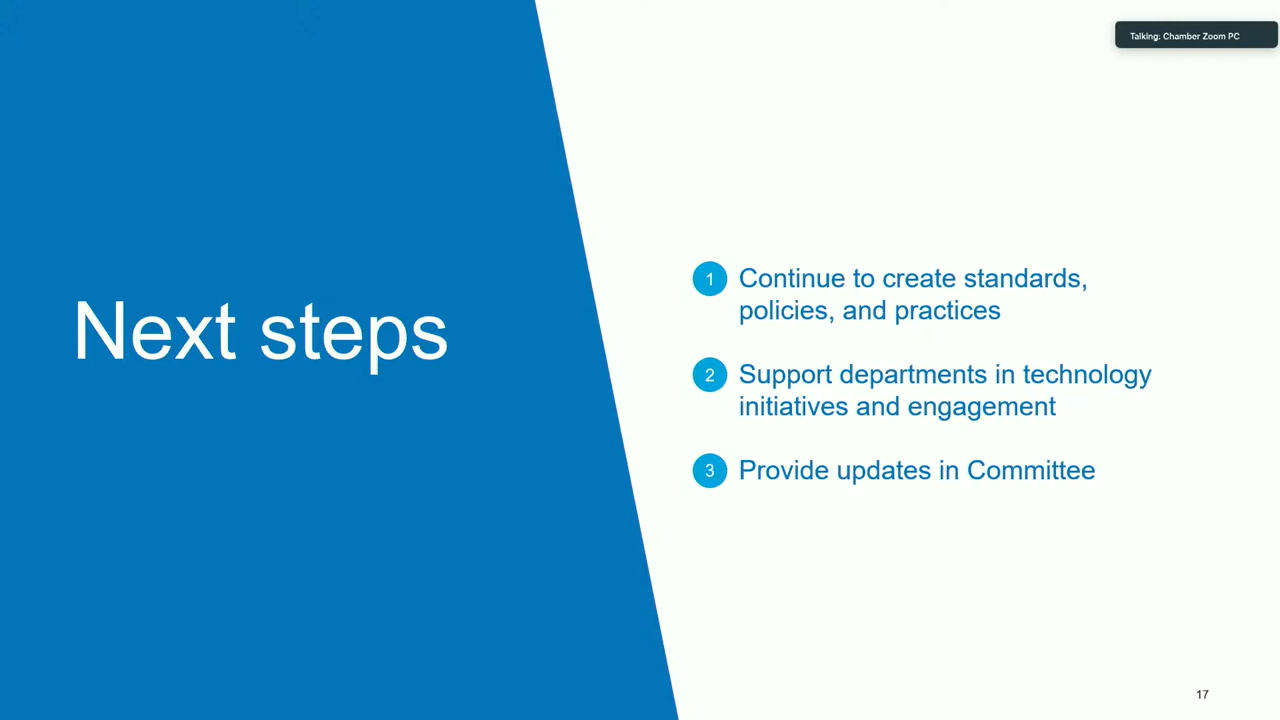 Talking: Chamber Zoom PC
Next steps
1 Continue to create standards,
policies, and practices
2 Support departments in technology
initiatives and engagement
3 Provide updates in Committee
17